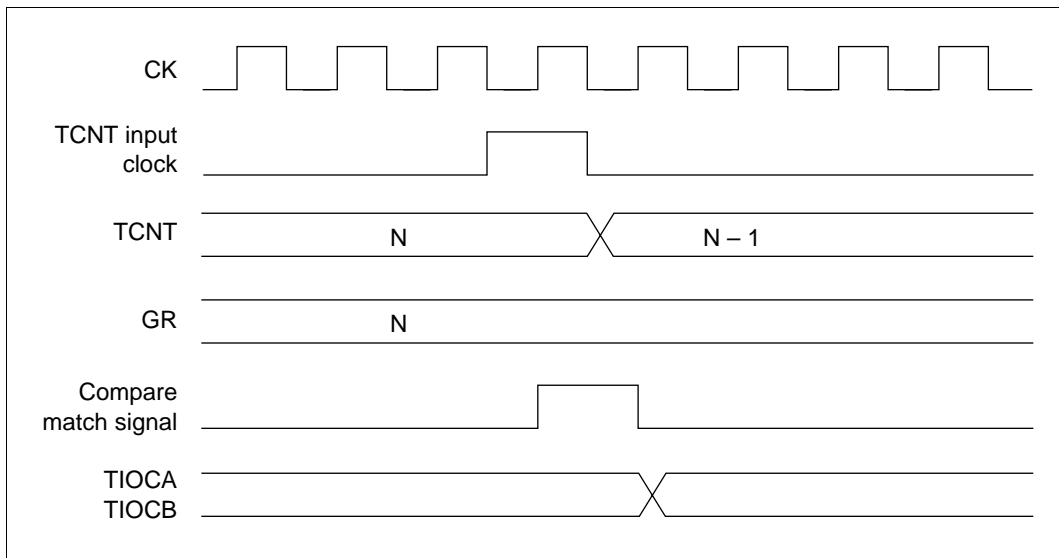 CK
TCNT input
clock
TCNT
N
N – 1
GR
N
Compare
match signal
TIOCA
TIOCB